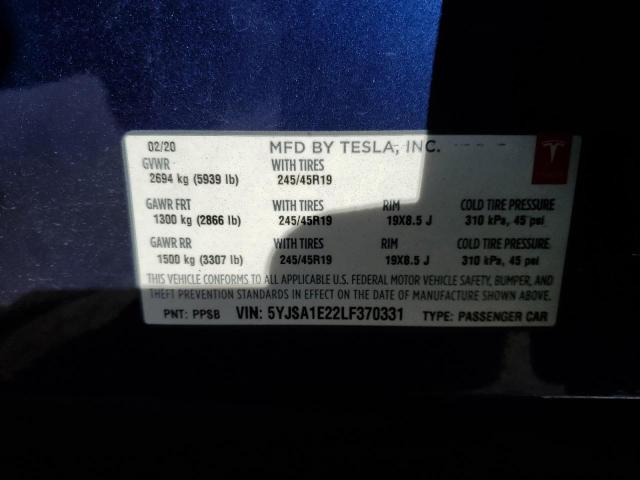 02/20 MFD BY TESLA, INC.
GVWR WITH TIRES
2694 kg (5939 lb) 245/45R19
GAWR FRT WITH TIRES RIM COLD TIRE PRESSURE
1300 kg (2866 lb) 245/45R19 19X8.5 J 310 kPa, 45 psi
GAWR RR WITH TIRES RIM COLD TIRE PRESSURE
1500 kg (3307 lb) 245/45R19 19X8.5 J 310 kPa, 45 psi
THIS VEHICLE CONFORMS TO ALL APPLICABLE U.S. FEDERAL MOTOR VEHICLE SAFETY, BUMPER, AND
THEFT PREVENTION STANDARDS IN EFFECT ON THE DATE OF MANUFACTURE SHOWN ABOVE.
PNT: PPSB VIN: 5YJSA1E22LF370331 TYPE: PASSENGER CAR